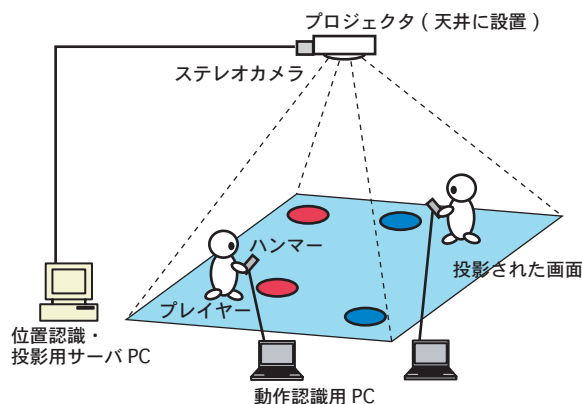 プロジェクタ ( 天井に設置 )
ステレオカメラ
ハンマー
投影された画面
プレイヤー
位置認識・
投影用サーバ PC
動作認識用 PC